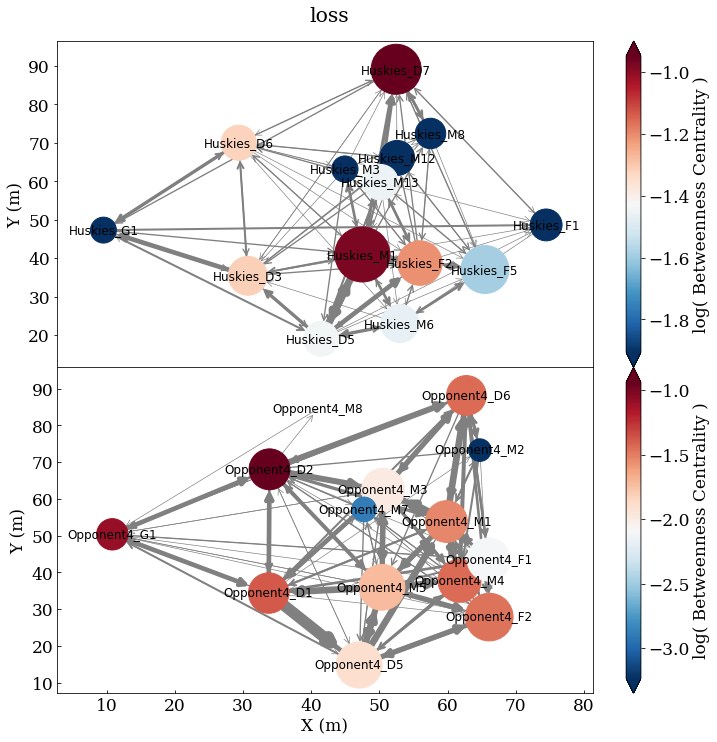 loss
Y (m)
90
80
70
60
50
40
30
20
Huskies_D7
Huskies_M8
Huskies_D6
Huskies_M12
Huskies_M3
Huskies_M13
Huskies_F1
Huskies_G1
Huskies_M1
Huskies_F2
Huskies_F5
Huskies_D3
Huskies_M6
Huskies_D5
−1.0
−1.2
−1.4
−1.6
−1.8
log( Betweenness Centrality )
Y (m)
90
80
70
60
50
40
30
20
10
Opponent4_D6
Opponent4_M8
Opponent4_M2
Opponent4_D2
Opponent4_M3
Opponent4_M7
Opponent4_M1
Opponent4_G1
Opponent4_F1
Opponent4_M4
Opponent4_M5
Opponent4_D1
Opponent4_F2
Opponent4_D5
10
20
30
40
50
60
70
80
X (m)
−1.0
−1.5
−2.0
−2.5
−3.0
log( Betweenness Centrality )